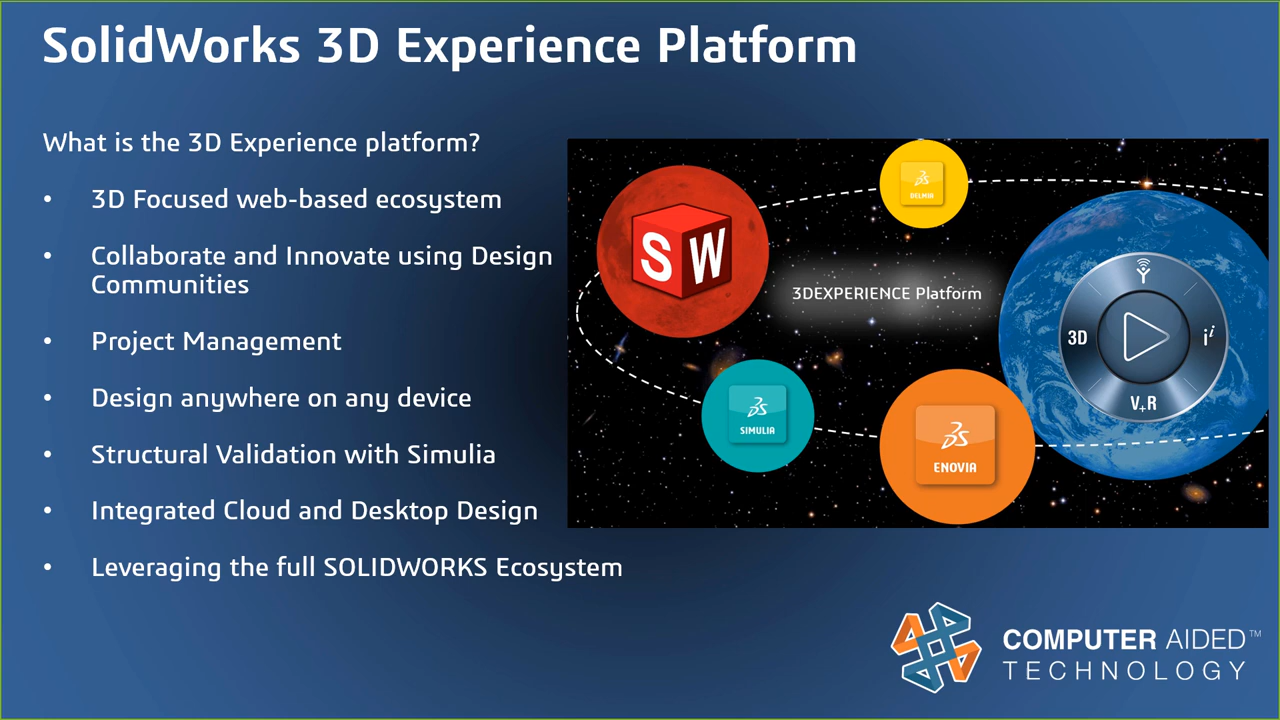 SolidWorks 3D Experience Platform
What is the 3D Experience platform?
• 3D Focused web-based ecosystem
• Collaborate and Innovate using Design
Communities
• Project Management
• Design anywhere on any device
• Structural Validation with Simulia
• Integrated Cloud and Desktop Design
• Leveraging the full SOLIDWORKS Ecosystem
SW
DELMIA
3DEXPERIENCE Platform
3D
i
V+R
SIMULIA
ENOVIA
COMPUTER AIDED™
TECHNOLOGY